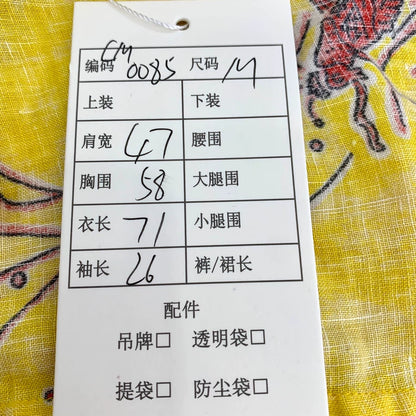 编码 CM0085 尺码 M
上装 下装
肩宽 47 腰围
胸围 58 大腿围
衣长 71 小腿围
袖长 26 裤/裙长
配件
吊牌□ 透明袋□
提袋□ 防尘袋□